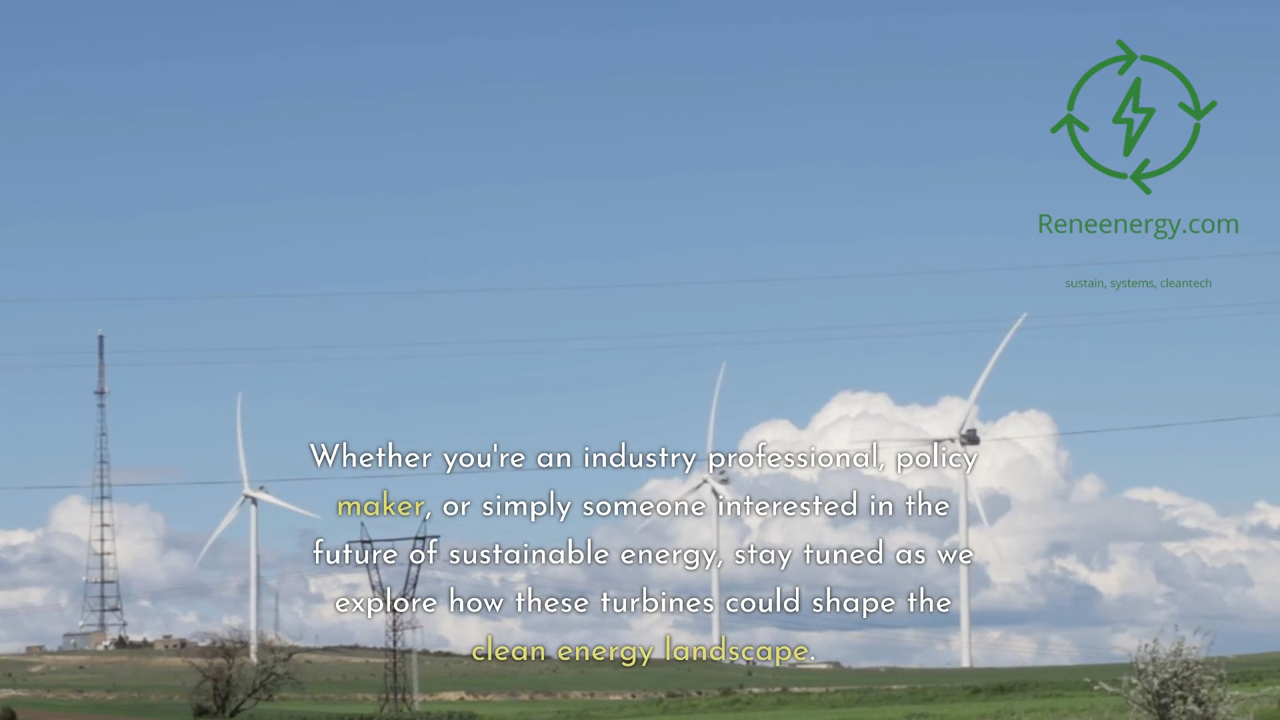 Reneenergy.com
sustain, systems, cleantech
Whether you're an industry professional, policy
maker, or simply someone interested in the
future of sustainable energy, stay tuned as we
explore how these turbines could shape the
clean energy landscape.